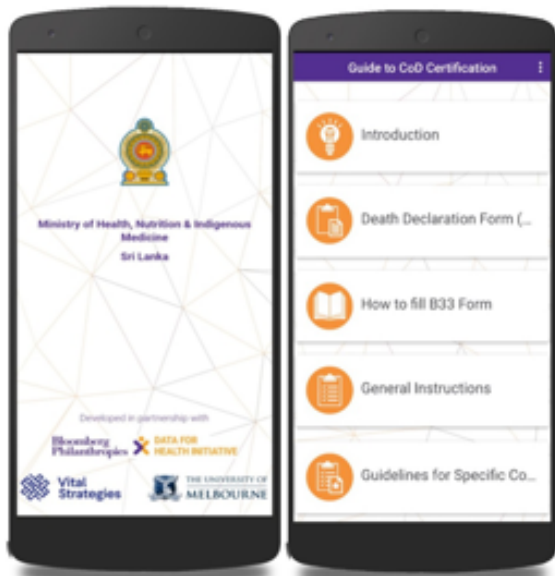 Ministry of Health, Nutrition & Indigenous
Medicine
Sri Lanka
Developed in partnership with
Bloomberg
Philanthropies
DATA FOR
HEALTH INITIATIVE
Vital
Strategies
THE UNIVERSITY OF
MELBOURNE
Guide to CoD Certification
Introduction
Death Declaration Form (...
How to fill B33 Form
General Instructions
Guidelines for Specific Co...